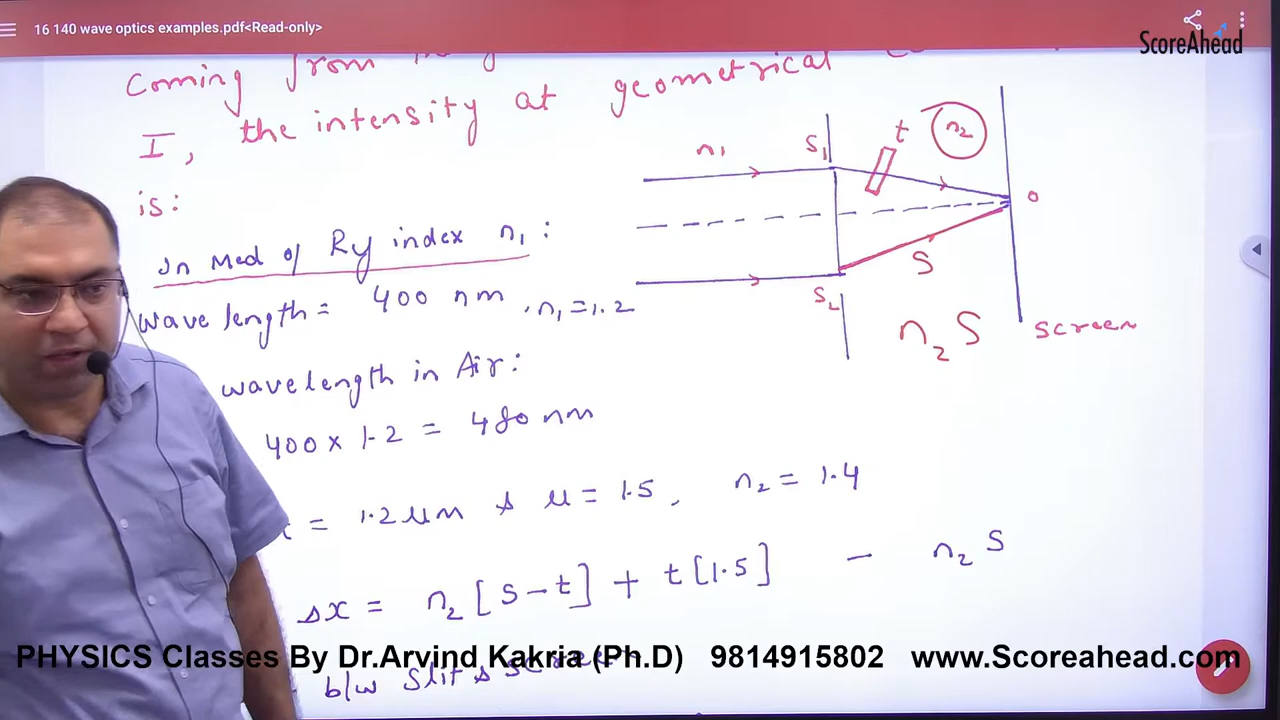 16 140 wave optics examples.pdf<Read-only>
ScoreAhead
Coming from
I, the intensity at geometrical
is:
In Med of Ry index n₁ :
wave length = 400 nm , n₁ = 1.2
wavelength in Air :
400 x 1.2 = 480 nm
= 1.2 μm & μ = 1.5 , n₂ = 1.4
Δx = n₂ [ S - t ] + t [ 1.5 ] - n₂ S
b/w slits & screen
n₁
S₁
t
n₂
o
S
S₂
n₂ S
screen
PHYSICS Classes By Dr.Arvind Kakria (Ph.D) 9814915802 www.Scoreahead.com